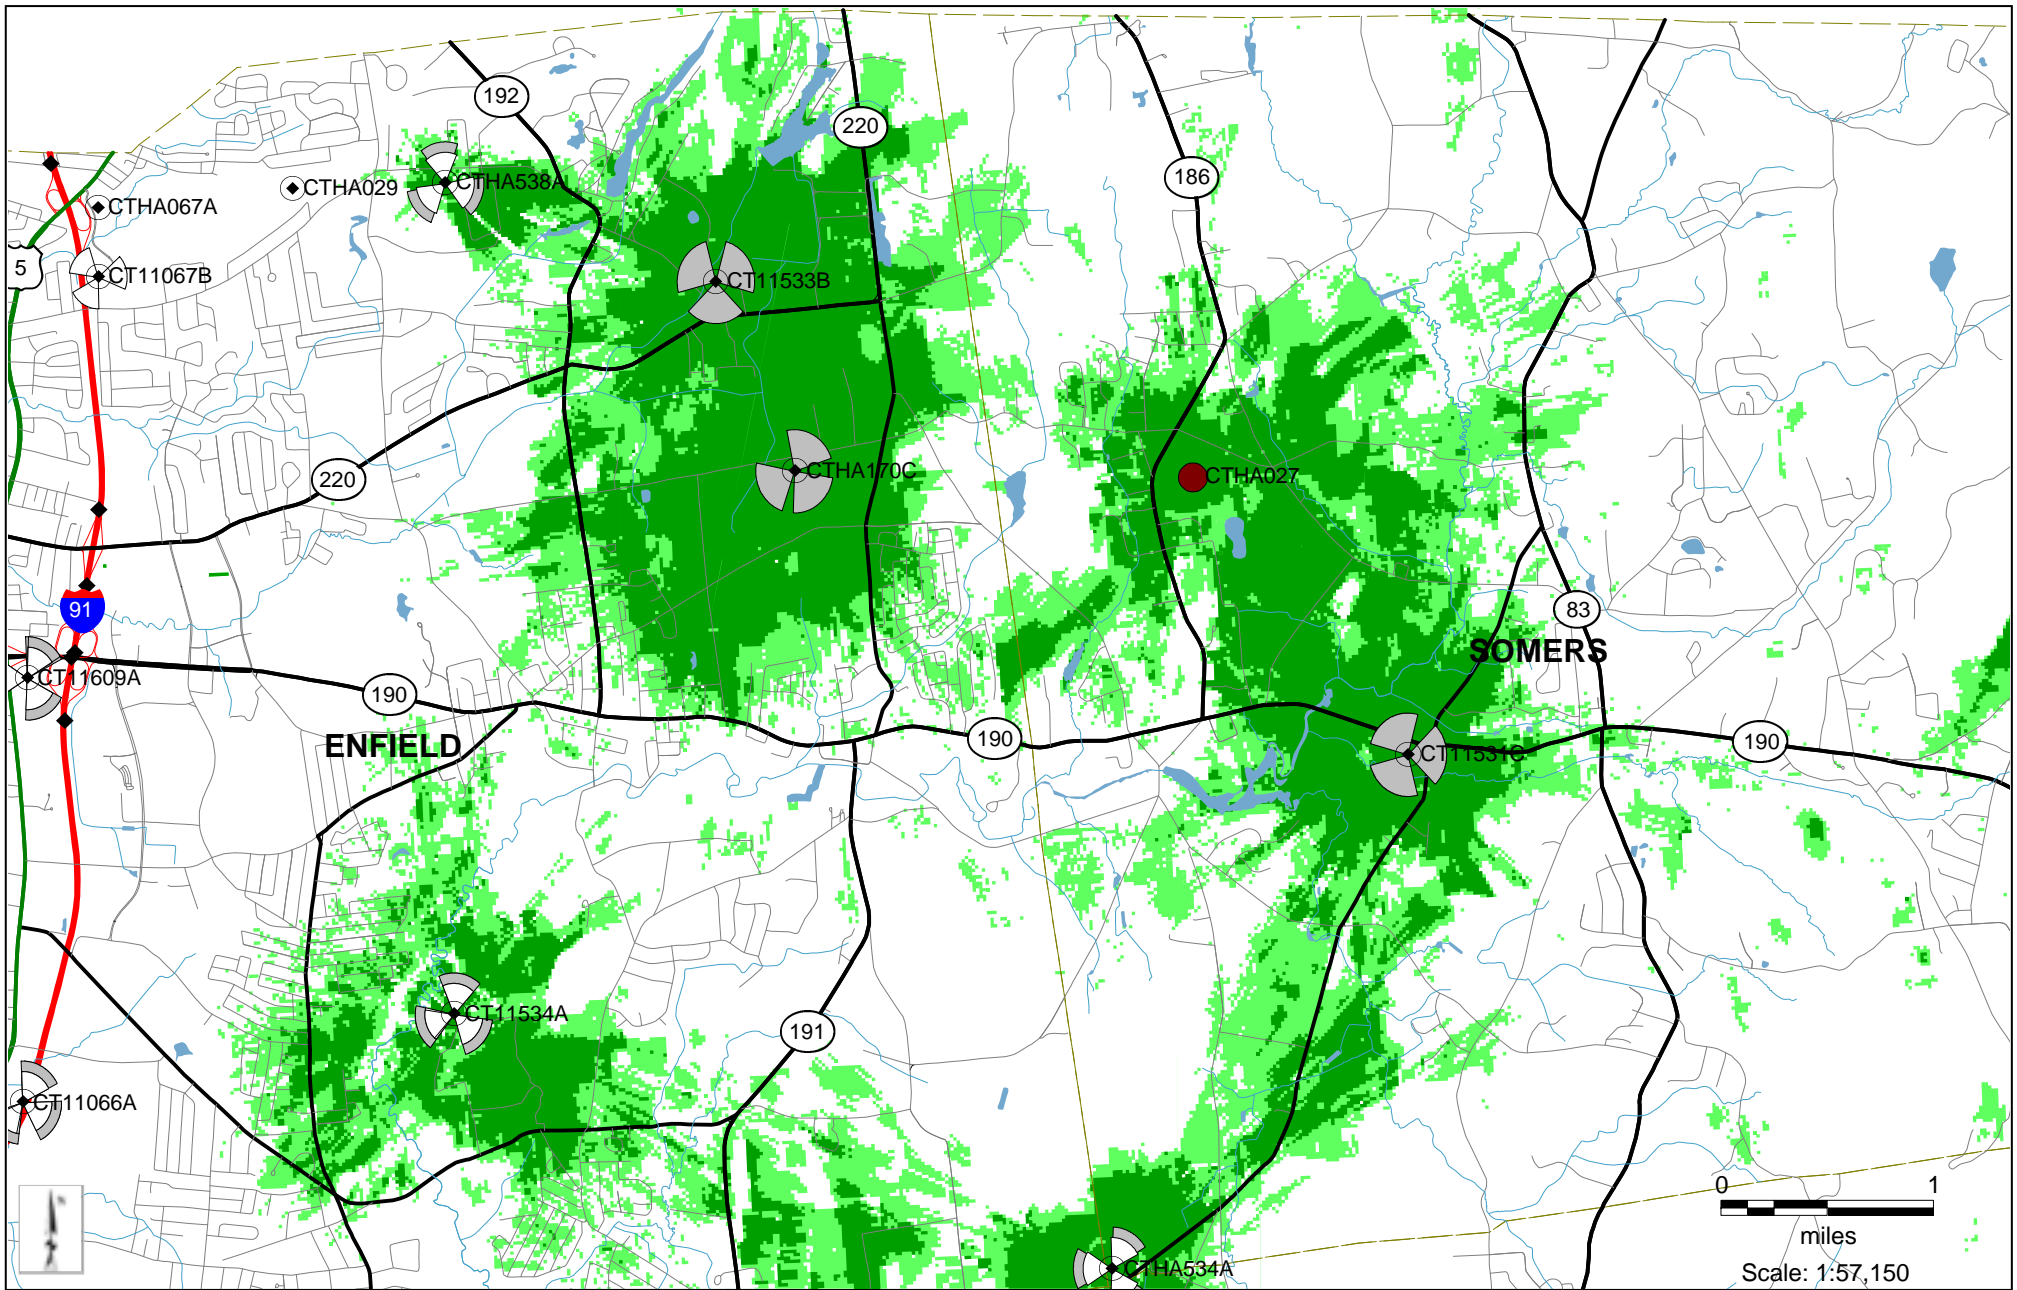 192
220
CTHA538A
CTHA029
186
CTHA067A
5
CT11067B
CT11533B
220
CTHA170C
CTHA027
91
83
SOMERS
CT11609A
190
ENFIELD
190
190
CT11531C
CT11534A
191
CT11066A
0 1
miles
CTHA534A
Scale: 1:57,150